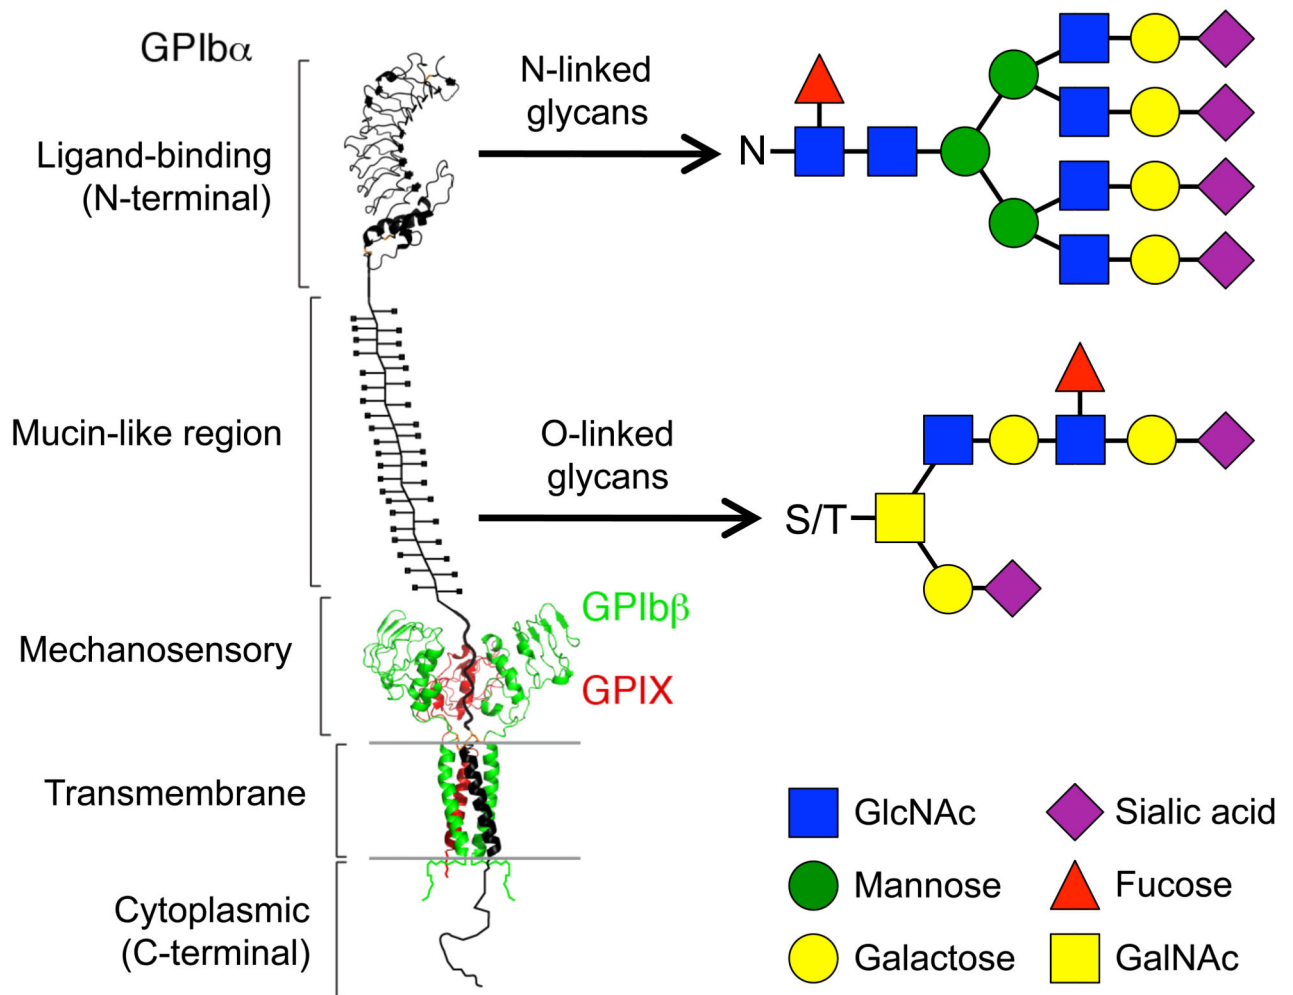 GPIbα
Ligand-binding
(N-terminal)
N-linked
glycans
N
Mucin-like region
O-linked
glycans
S/T
GPIbβ
Mechanosensory
GPIX
Transmembrane
Cytoplasmic
(C-terminal)
GlcNAc
Sialic acid
Mannose
Fucose
Galactose
GalNAc